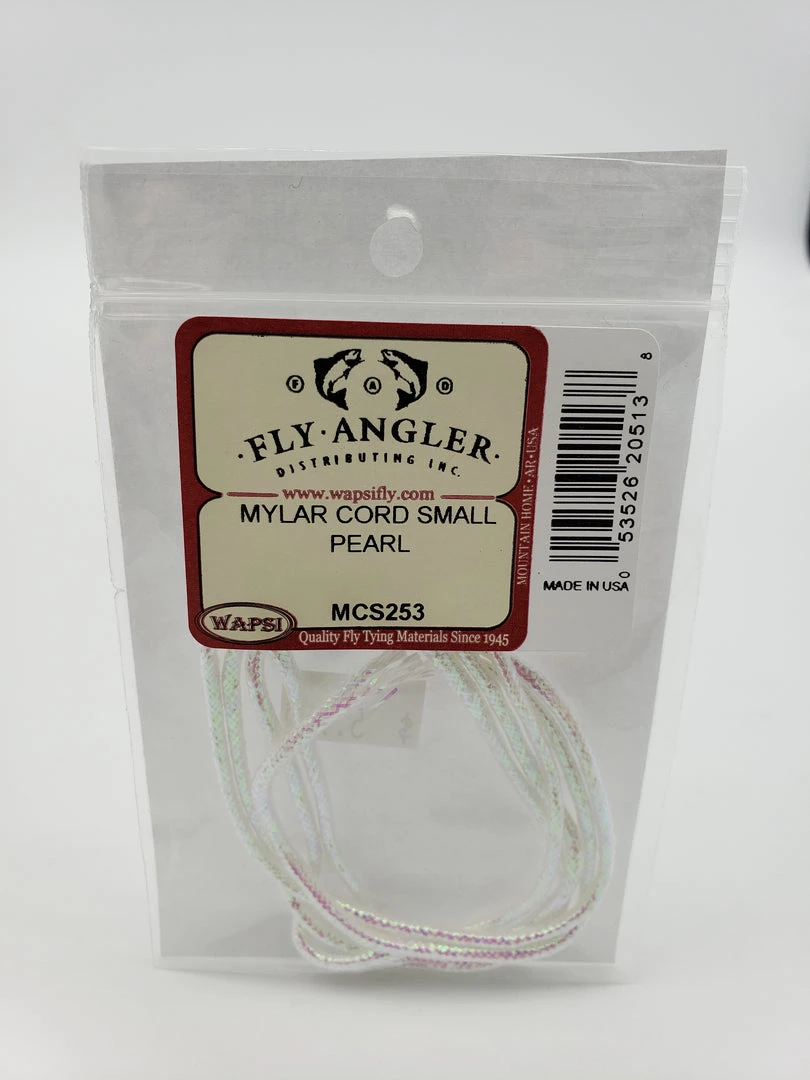 F A D
·FLY·ANGLER·
DISTRIBUTING INC.
www.wapsifly.com
MYLAR CORD SMALL
PEARL
MCS253
WAPSI
Quality Fly Tying Materials Since 1945
MOUNTAIN HOME·AR·USA
0 53526 20513 8
MADE IN USA